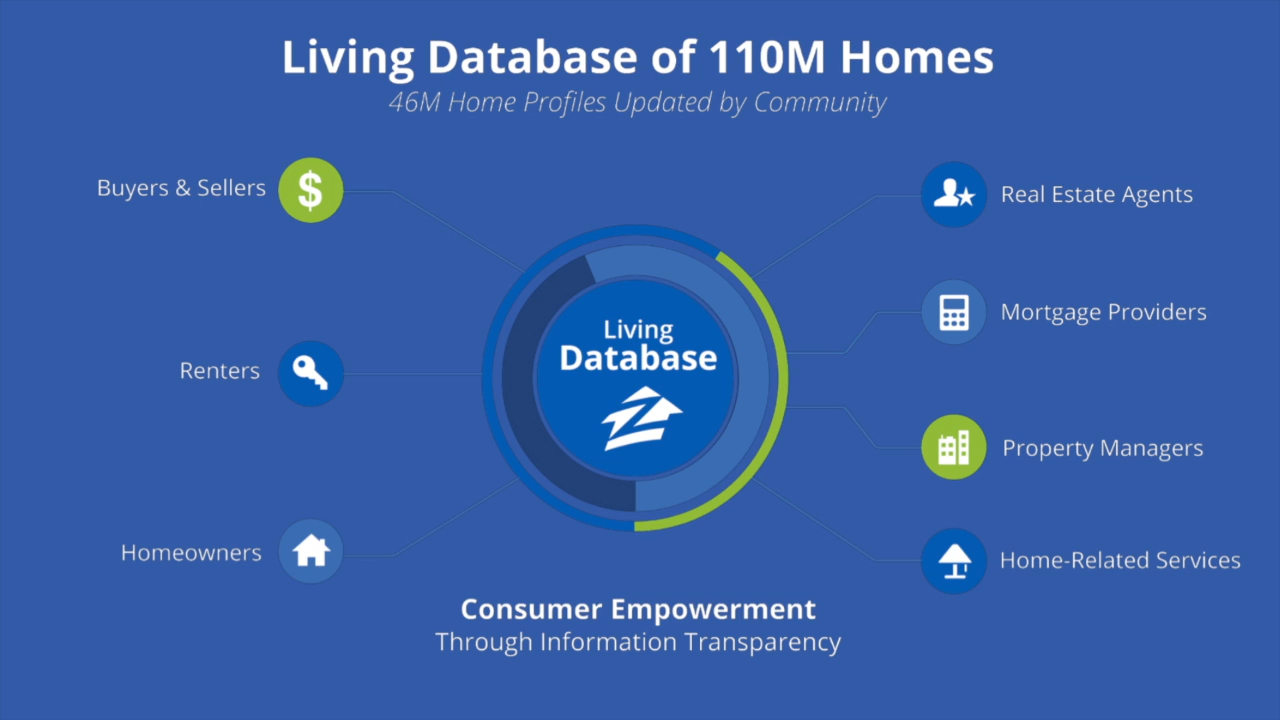 Living Database of 110M Homes
46M Home Profiles Updated by Community
Buyers & Sellers
$
Renters
Homeowners
Living
Database
Real Estate Agents
Mortgage Providers
Property Managers
Home-Related Services
Consumer Empowerment
Through Information Transparency